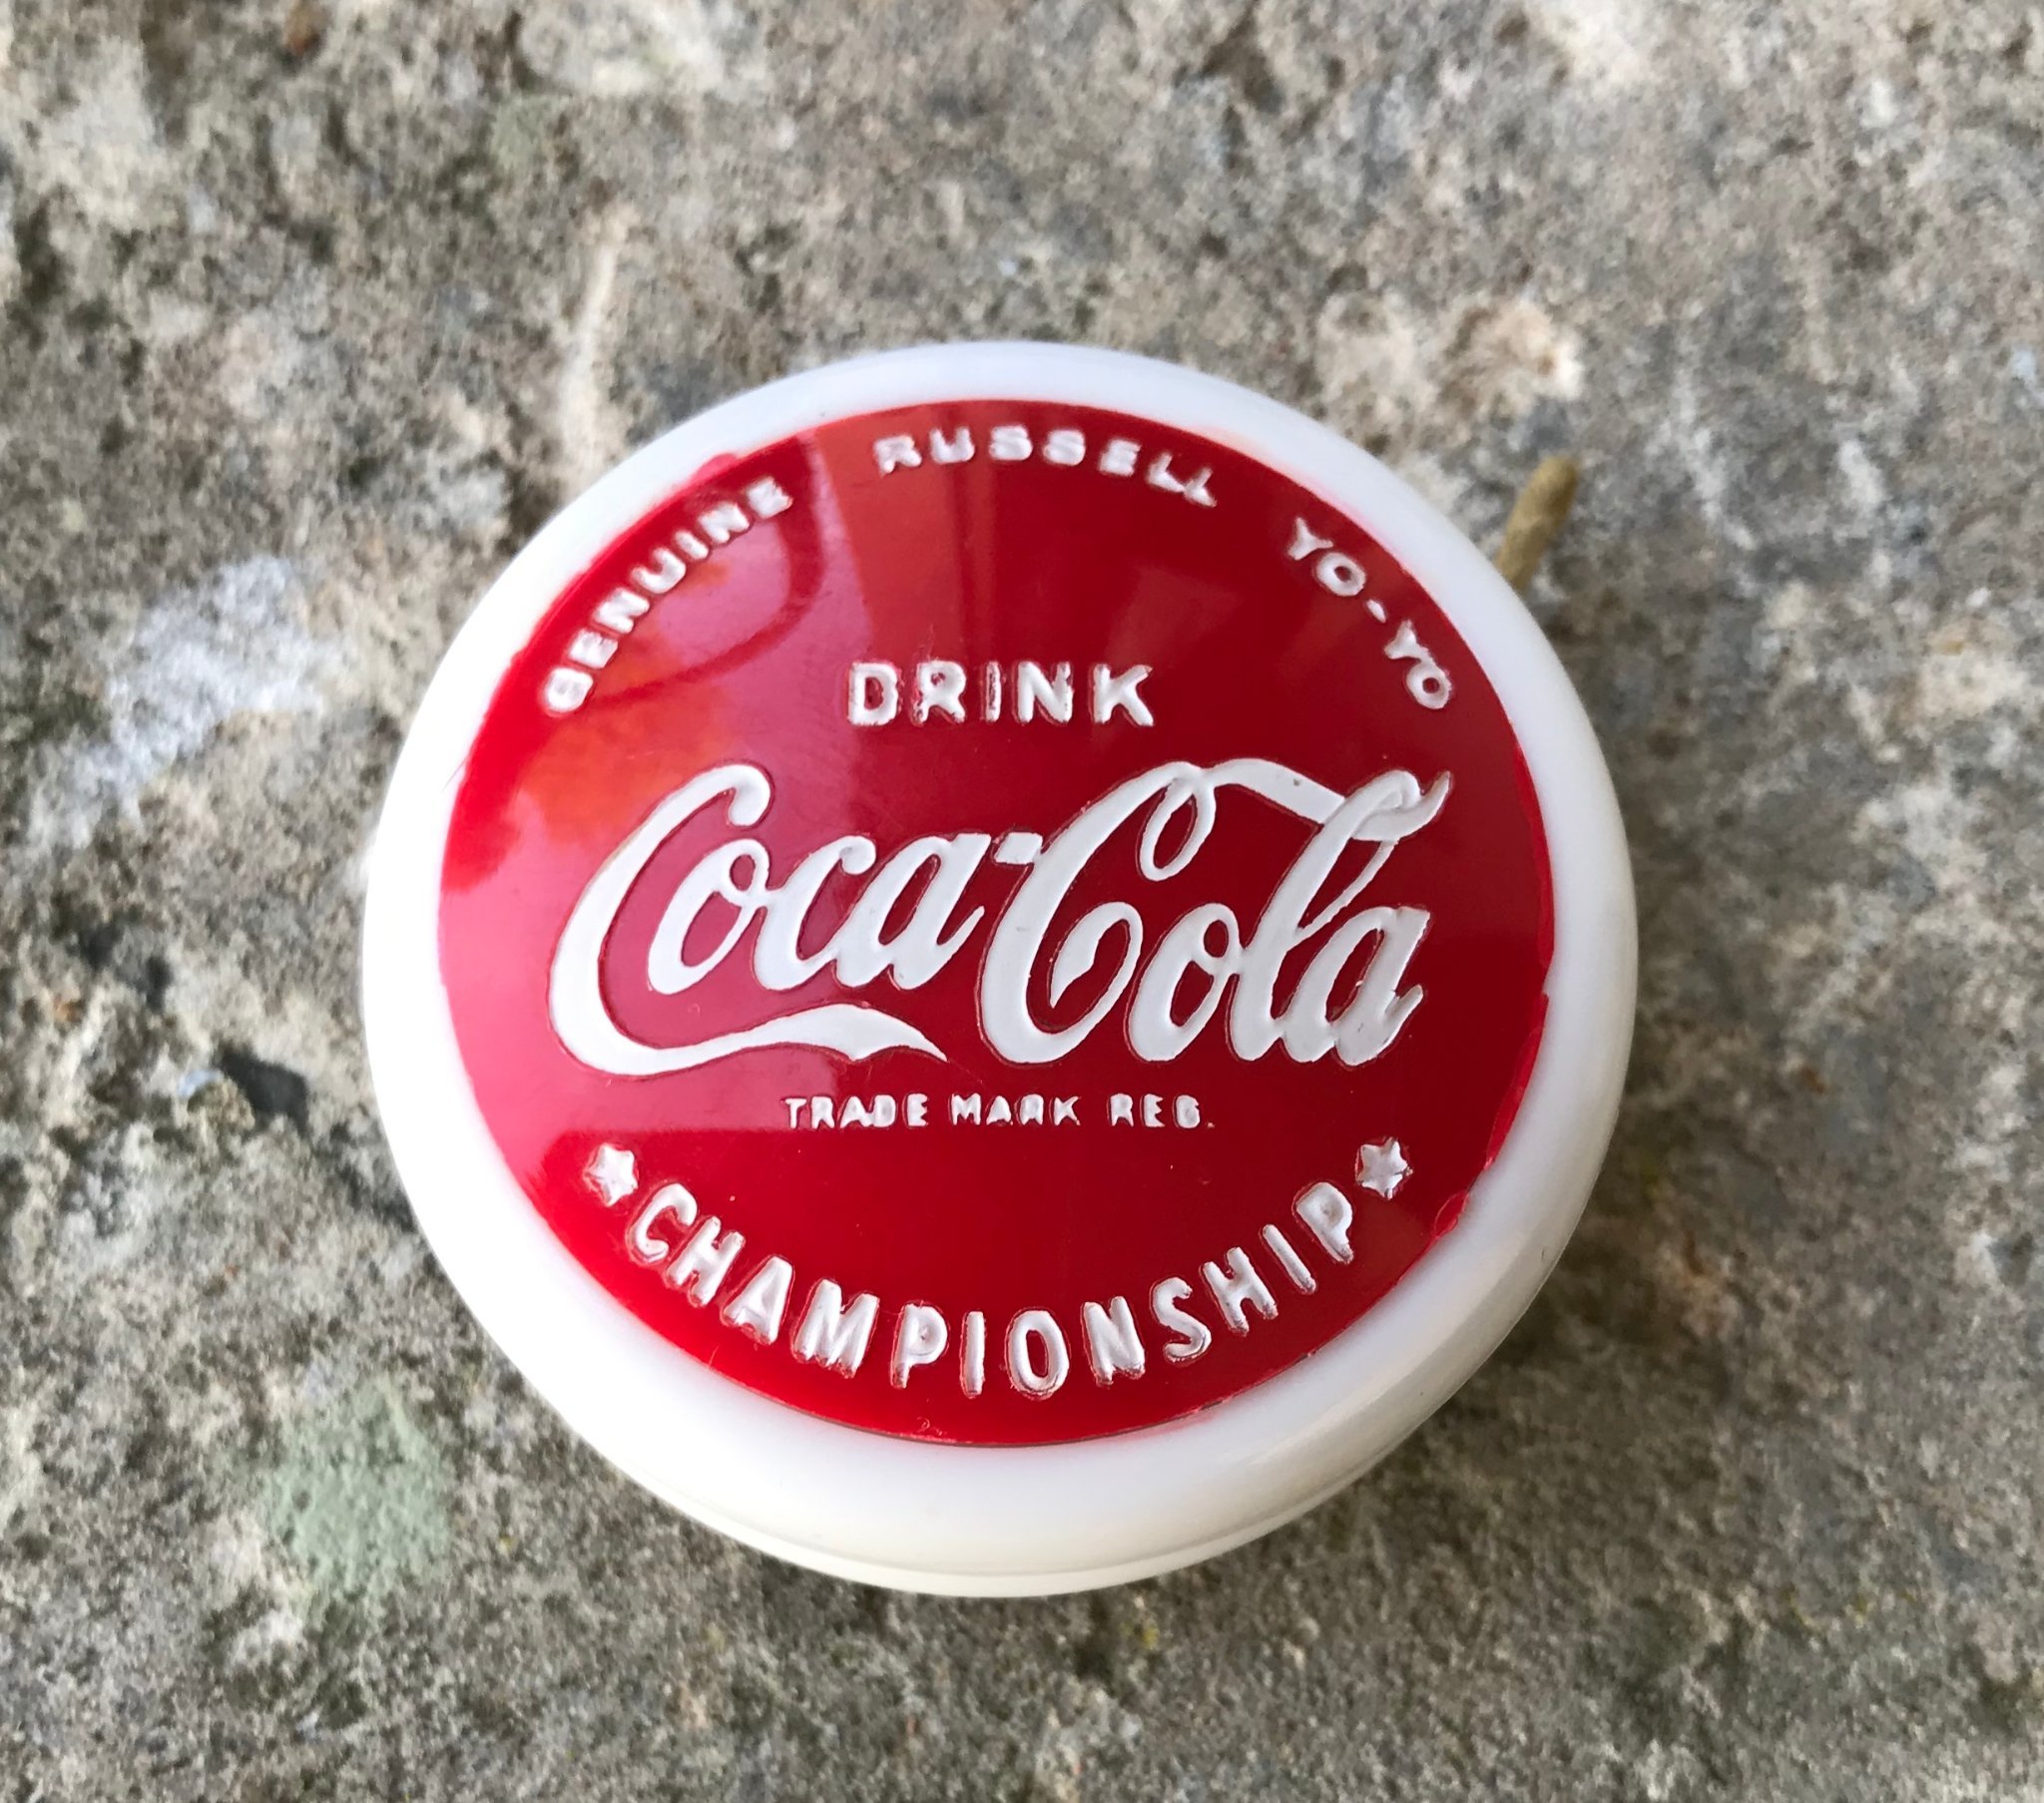 GENUINE RUSSELL YO-YO
DRINK
Coca-Cola
TRADE MARK REG.
CHAMPIONSHIP